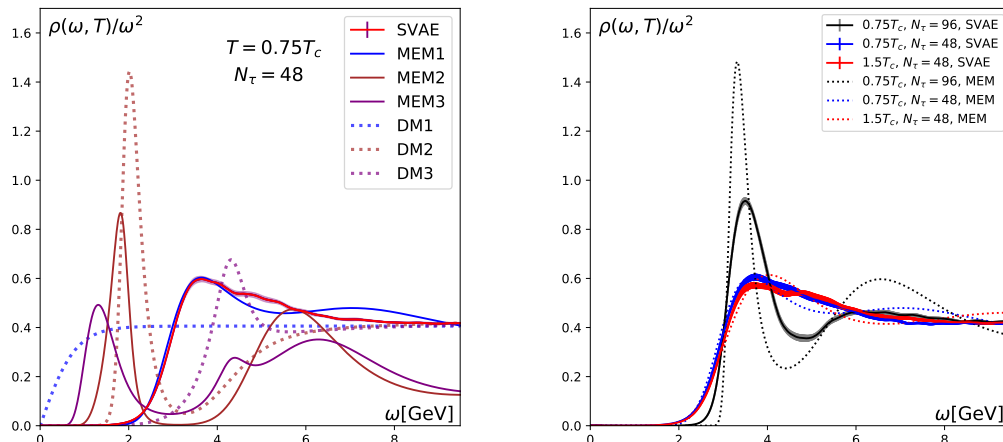 ρ(ω, T)/ω²
T = 0.75T_c
N_τ = 48
SVAE
MEM1
MEM2
MEM3
DM1
DM2
DM3
1.6
1.4
1.2
1.0
0.8
0.6
0.4
0.2
0.0
0
2
4
6
8
ω[GeV]
ρ(ω, T)/ω²
0.75T_c, N_τ = 96, SVAE
0.75T_c, N_τ = 48, SVAE
1.5T_c, N_τ = 48, SVAE
0.75T_c, N_τ = 96, MEM
0.75T_c, N_τ = 48, MEM
1.5T_c, N_τ = 48, MEM
1.6
1.4
1.2
1.0
0.8
0.6
0.4
0.2
0.0
0
2
4
6
8
ω[GeV]